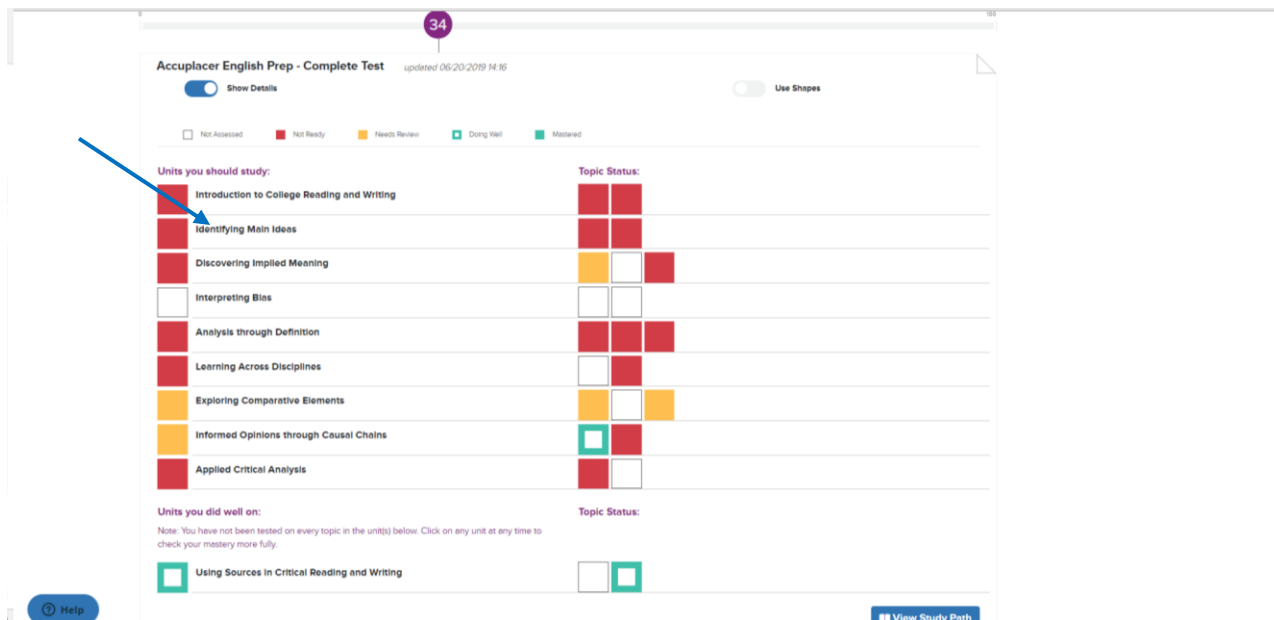 0 100
34
Accuplacer English Prep - Complete Test updated 06/20/2019 14:16
Show Details Use Shapes
Not Assessed Not Ready Needs Review Doing Well Mastered
Units you should study: Topic Status:
Introduction to College Reading and Writing
Identifying Main Ideas
Discovering Implied Meaning
Interpreting Bias
Analysis through Definition
Learning Across Disciplines
Exploring Comparative Elements
Informed Opinions through Causal Chains
Applied Critical Analysis
Units you did well on: Topic Status:
Note: You have not been tested on every topic in the unit(s) below. Click on any unit at any time to
check your mastery more fully.
Using Sources in Critical Reading and Writing
Help
View Study Path